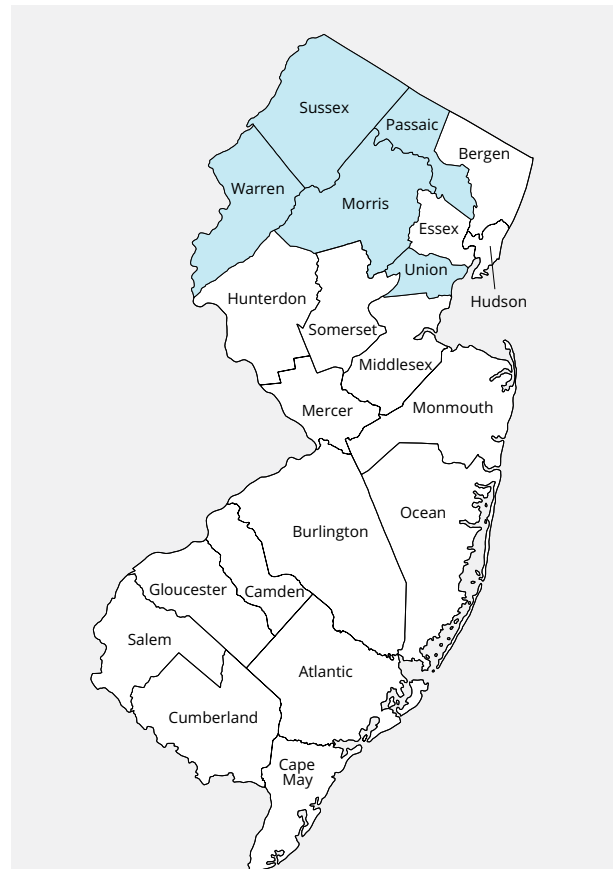 Sussex
Passaic
Bergen
Warren
Morris
Essex
Union
Hunterdon
Hudson
Somerset
Middlesex
Mercer
Monmouth
Ocean
Burlington
Gloucester
Camden
Salem
Atlantic
Cumberland
Cape
May